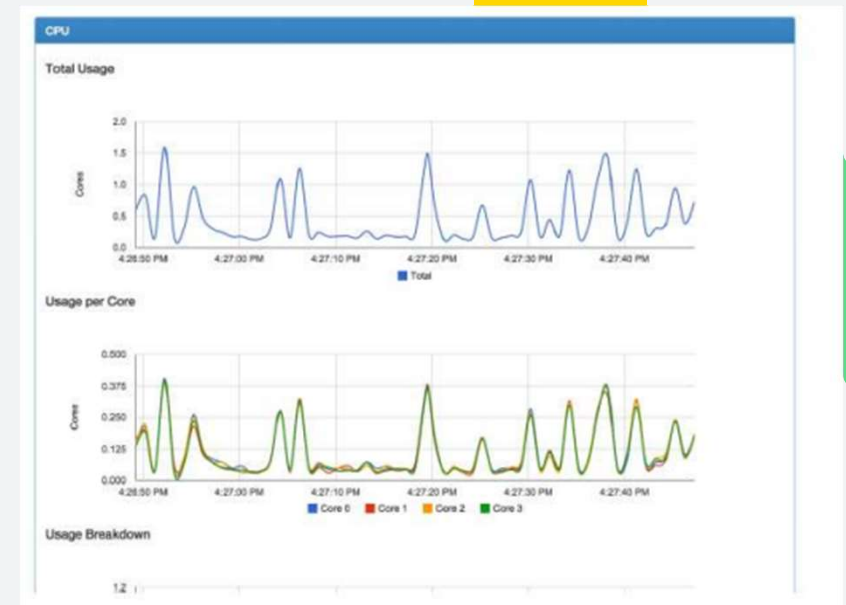 CPU
Total Usage
2.0
1.5
1.0
0.5
0.0
Cores
4:26:50 PM 4:27:00 PM 4:27:10 PM 4:27:20 PM 4:27:30 PM 4:27:40 PM
Total
Usage per Core
0.500
0.375
0.250
0.125
0.000
Cores
4:26:50 PM 4:27:00 PM 4:27:10 PM 4:27:20 PM 4:27:30 PM 4:27:40 PM
Core 0 Core 1 Core 2 Core 3
Usage Breakdown
1.2